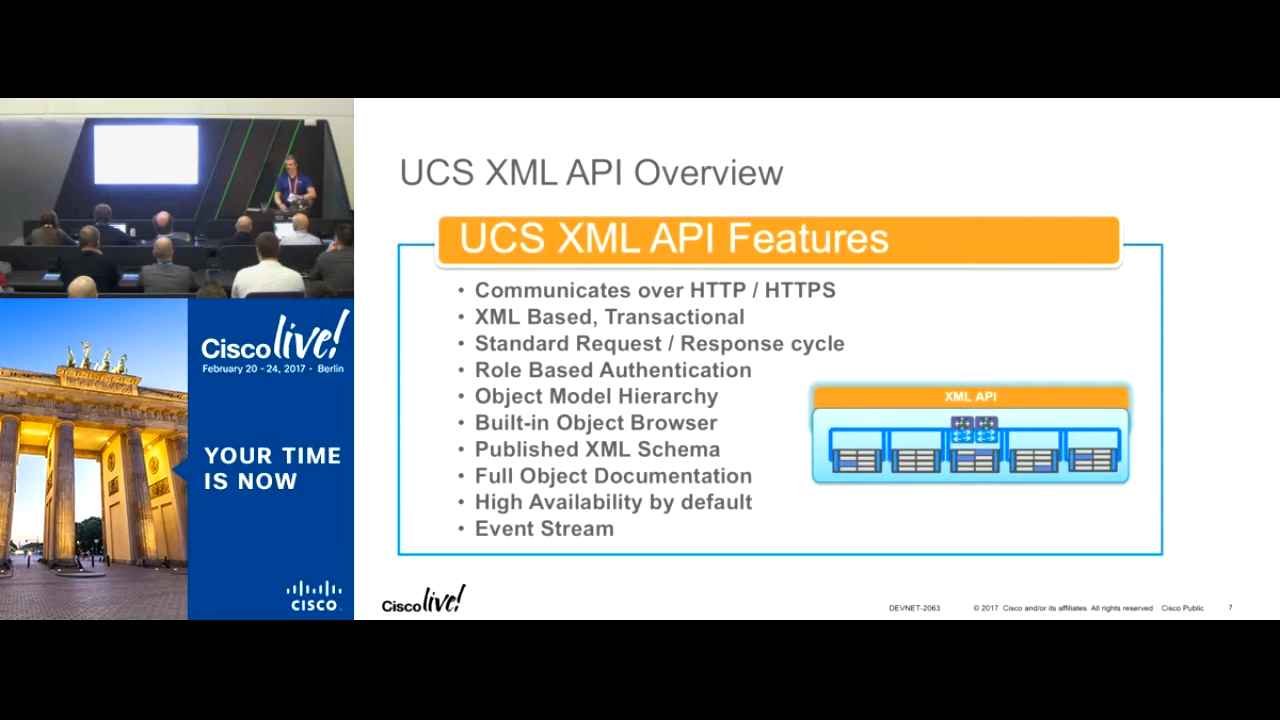 Cisco live!
February 20 - 24, 2017 • Berlin
YOUR TIME
IS NOW
CISCO.
UCS XML API Overview
UCS XML API Features
• Communicates over HTTP / HTTPS
• XML Based, Transactional
• Standard Request / Response cycle
• Role Based Authentication
• Object Model Hierarchy
• Built-in Object Browser
• Published XML Schema
• Full Object Documentation
• High Availability by default
• Event Stream
XML API
Cisco live!
DEVNET-2063 © 2017 Cisco and/or its affiliates. All rights reserved. Cisco Public 7